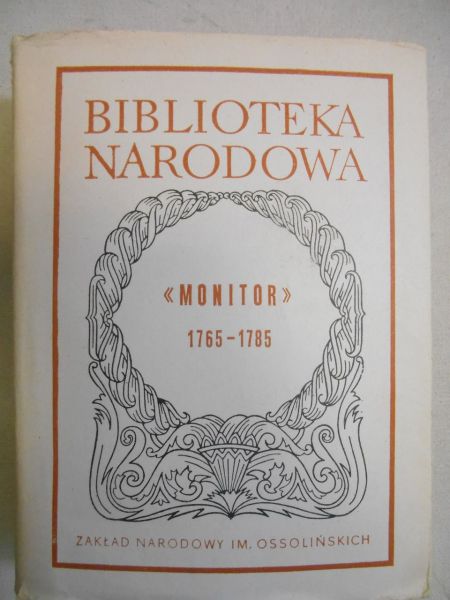 BIBLIOTEKA
NARODOWA
«MONITOR»
1765-1785
ZAKŁAD NARODOWY IM. OSSOLIŃSKICH